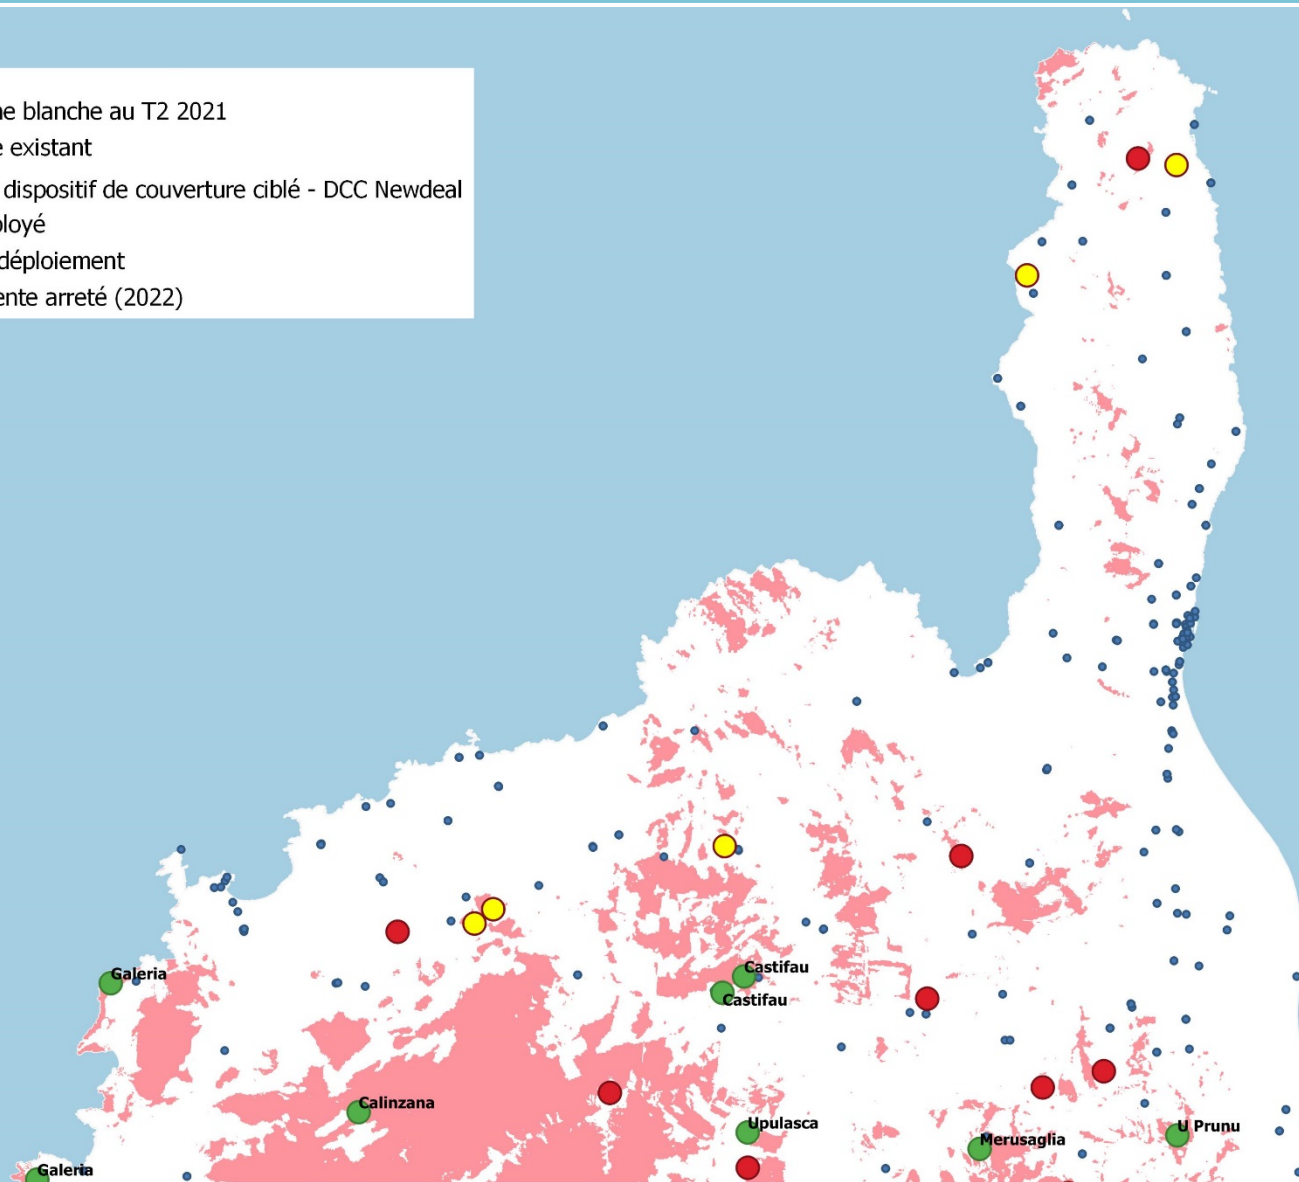 ne blanche au T2 2021
e existant
dispositif de couverture ciblé - DCC Newdeal
ployé
déploiement
ente arreté (2022)
Galeria
Castifau
Castifau
Calinzana
Upulasca
U Prunu
Merusaglia
Galeria